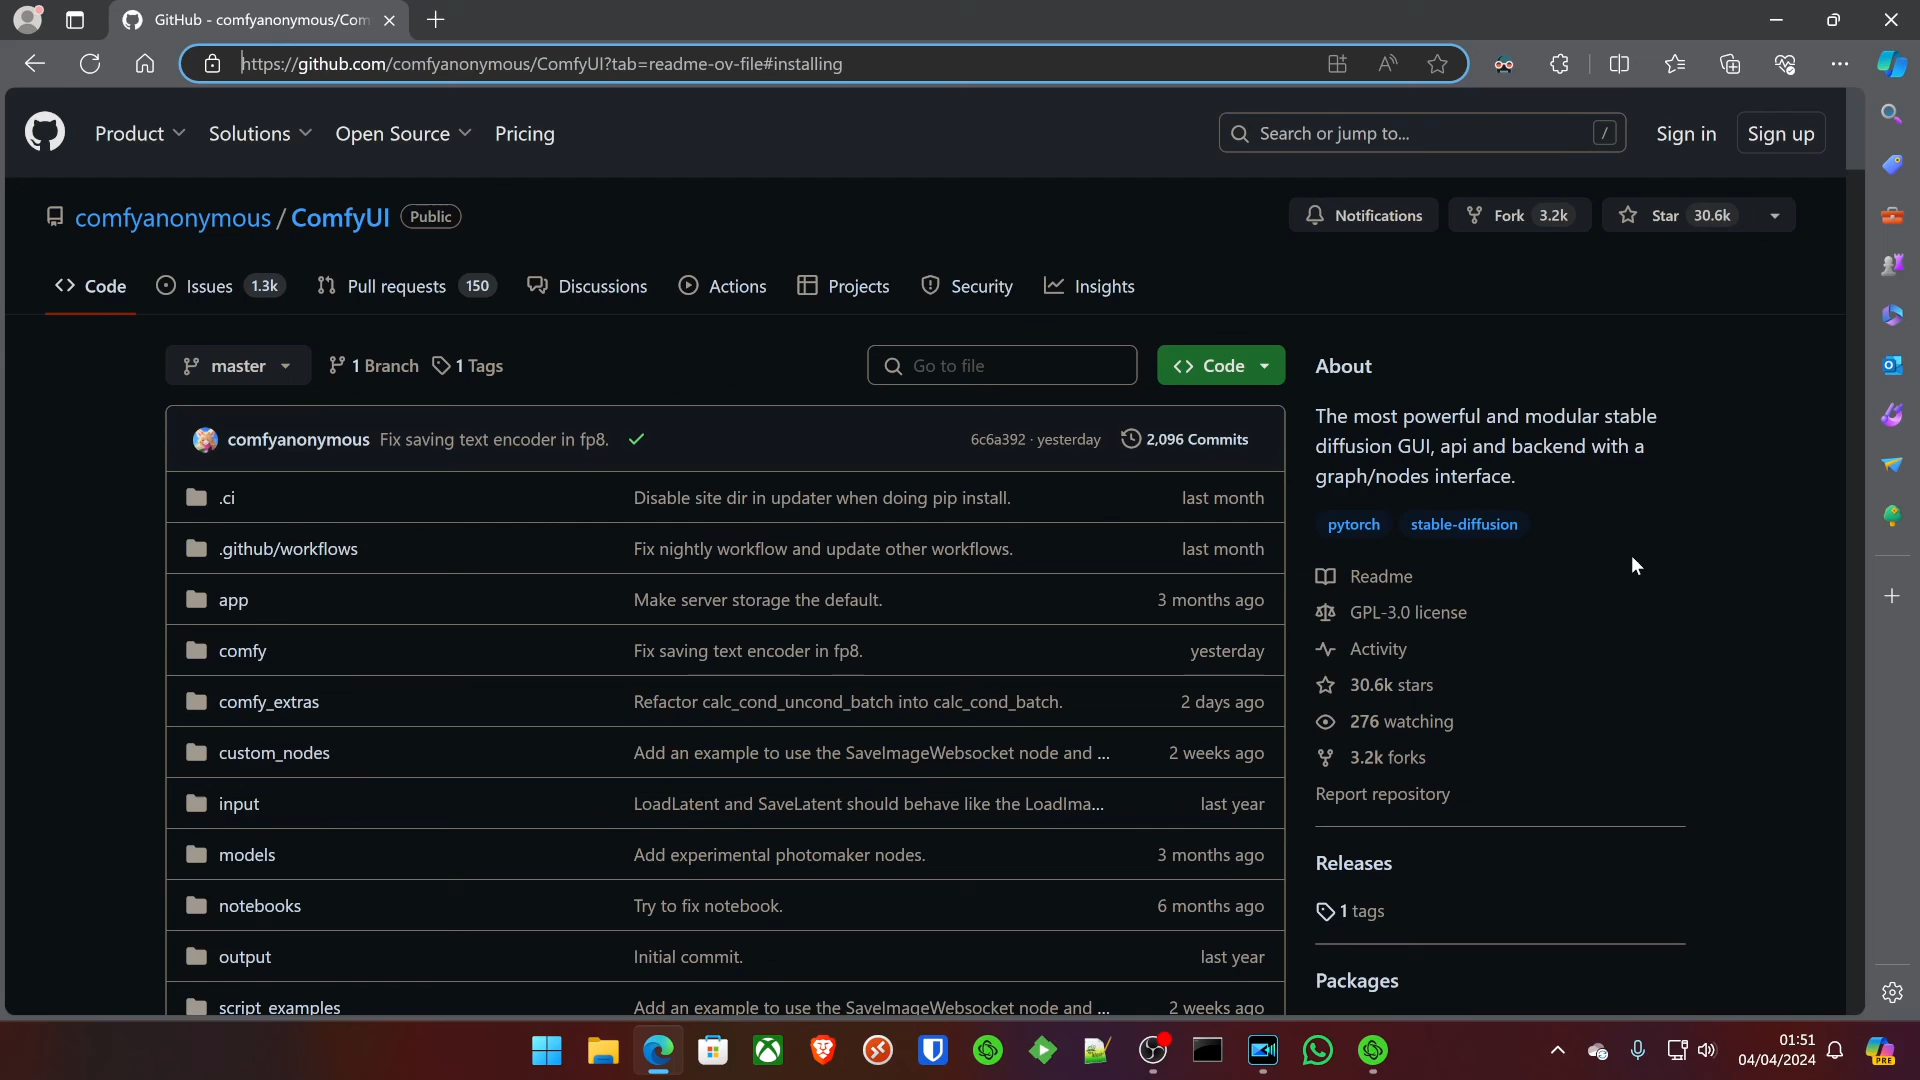 GitHub - comfyanonymous/Com
https://github.com/comfyanonymous/ComfyUI?tab=readme-ov-file#installing
Product Solutions Open Source Pricing
Search or jump to... / Sign in Sign up
comfyanonymous / ComfyUI Public
Notifications Fork 3.2k Star 30.6k
Code Issues 1.3k Pull requests 150 Discussions Actions Projects Security Insights
master 1 Branch 1 Tags Go to file Code
comfyanonymous Fix saving text encoder in fp8. 6c6a392 · yesterday 2,096 Commits
.ci Disable site dir in updater when doing pip install. last month
.github/workflows Fix nightly workflow and update other workflows. last month
app Make server storage the default. 3 months ago
comfy Fix saving text encoder in fp8. yesterday
comfy_extras Refactor calc_cond_uncond_batch into calc_cond_batch. 2 days ago
custom_nodes Add an example to use the SaveImageWebsocket node and ... 2 weeks ago
input LoadLatent and SaveLatent should behave like the LoadIma... last year
models Add experimental photomaker nodes. 3 months ago
notebooks Try to fix notebook. 6 months ago
output Initial commit. last year
script_examples Add an example to use the SaveImageWebsocket node and ... 2 weeks ago
About
The most powerful and modular stable
diffusion GUI, api and backend with a
graph/nodes interface.
pytorch stable-diffusion
Readme
GPL-3.0 license
Activity
30.6k stars
276 watching
3.2k forks
Report repository
Releases
1 tags
Packages
01:51
04/04/2024
PRE